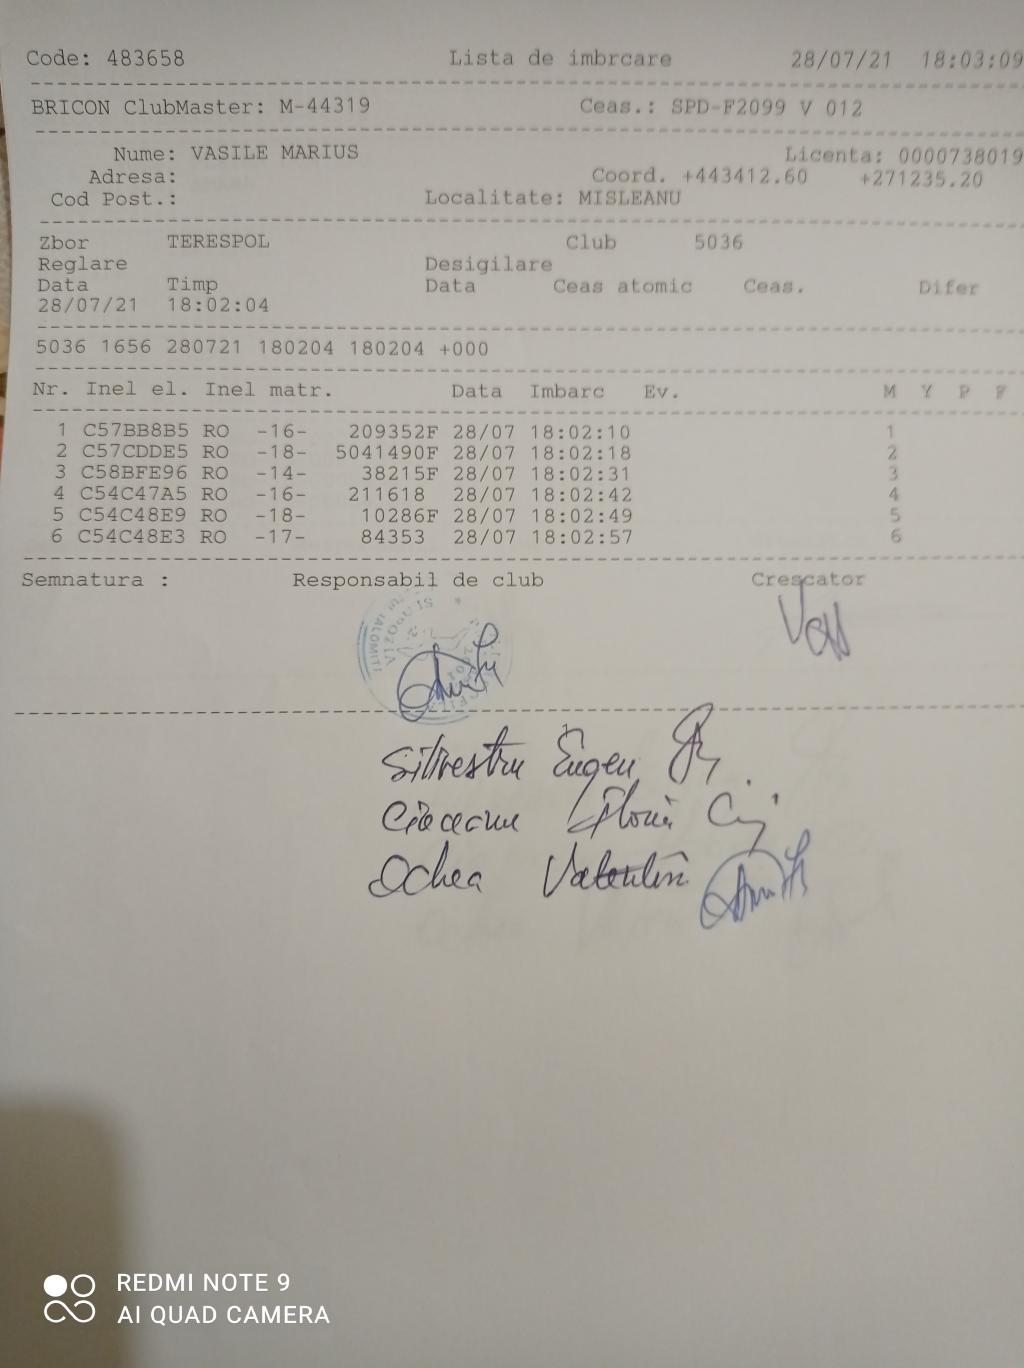 Code: 483658 Lista de imbrcare 28/07/21 18:03:09
BRICON ClubMaster: M-44319 Ceas.: SPD-F2099 V 012
Nume: VASILE MARIUS Licenta: 0000738019
Adresa: Coord. +443412.60 +271235.20
Cod Post.: Localitate: MISLEANU
Zbor TERESPOL Club 5036
Reglare Desigilare
Data Timp Data Ceas atomic Ceas. Difer
28/07/21 18:02:04
5036 1656 280721 180204 180204 +000
Nr. Inel el. Inel matr. Data Imbarc Ev. M Y P F
1 C57BB8B5 RO -16- 209352F 28/07 18:02:10 1
2 C57CDDE5 RO -18- 5041490F 28/07 18:02:18 2
3 C58BFE96 RO -14- 38215F 28/07 18:02:31 3
4 C54C47A5 RO -16- 211618 28/07 18:02:42 4
5 C54C48E9 RO -18- 10286F 28/07 18:02:49 5
6 C54C48E3 RO -17- 84353 28/07 18:02:57 6
Semnatura : Responsabil de club Crescator
IALOMITI
Silivestru Eugen
Ochea Valentin
REDMI NOTE 9
AI QUAD CAMERA